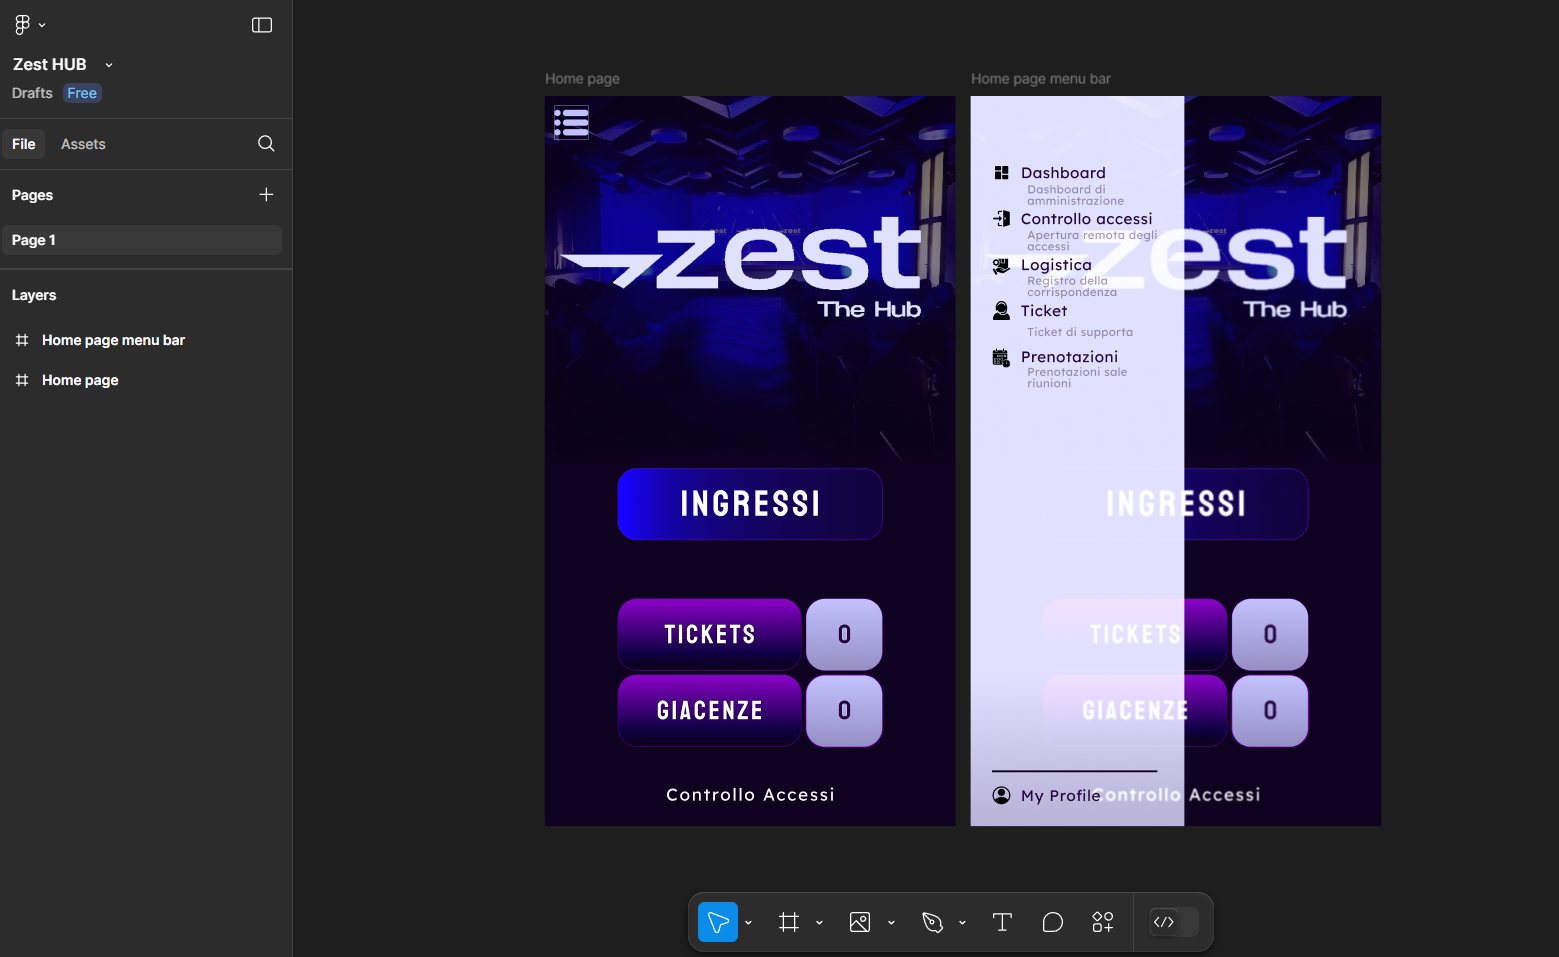 Zest HUB
Drafts Free
File Assets
Pages
Page 1
Layers
Home page menu bar
Home page
Home page
zest
The Hub
INGRESSI
TICKETS 0
GIACENZE 0
Controllo Accessi
Home page menu bar
Dashboard
Dashboard di
amministrazione
Controllo accessi
Apertura remota degli
accessi
Logistica
Registro della
corrispondenza
Ticket
Ticket di supporta
Prenotazioni
Prenotazioni sale
riunioni
zest
The Hub
INGRESSI
TICKETS 0
GIACENZE 0
My Profile
Controllo Accessi